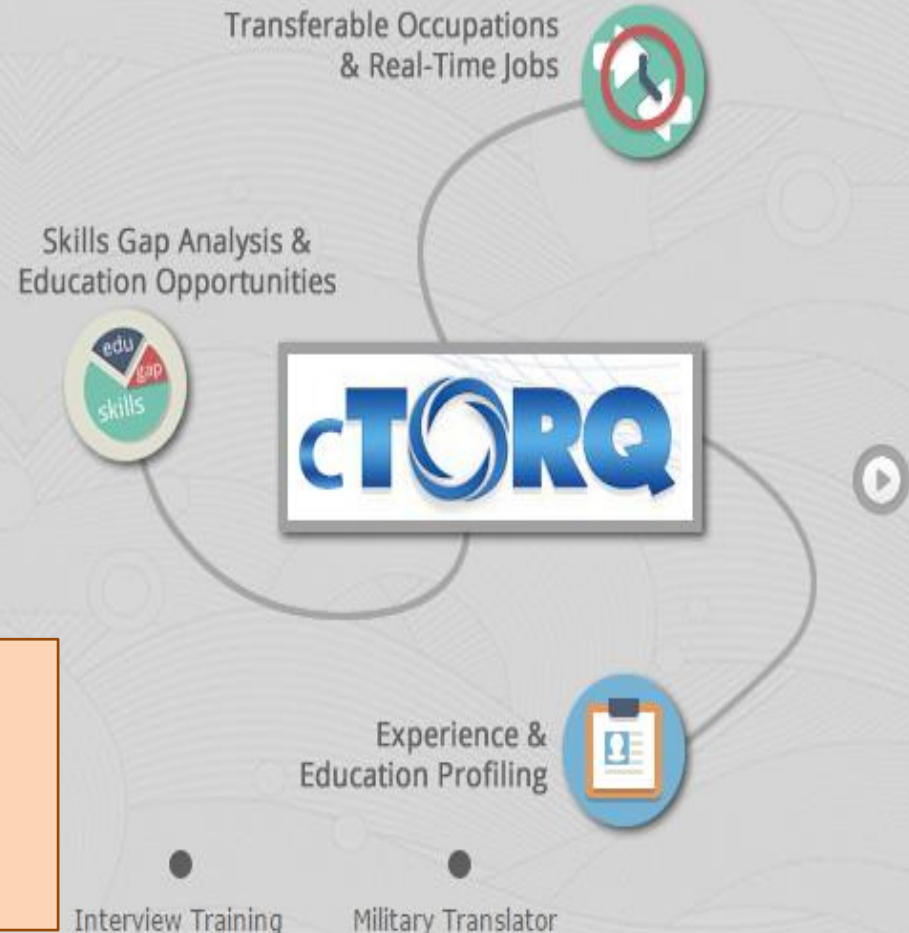 Transferable Occupations
& Real-Time Jobs
Skills Gap Analysis &
Education Opportunities
edu
gap
skills
cTORQ
Experience &
Education Profiling
Interview Training
Military Translator